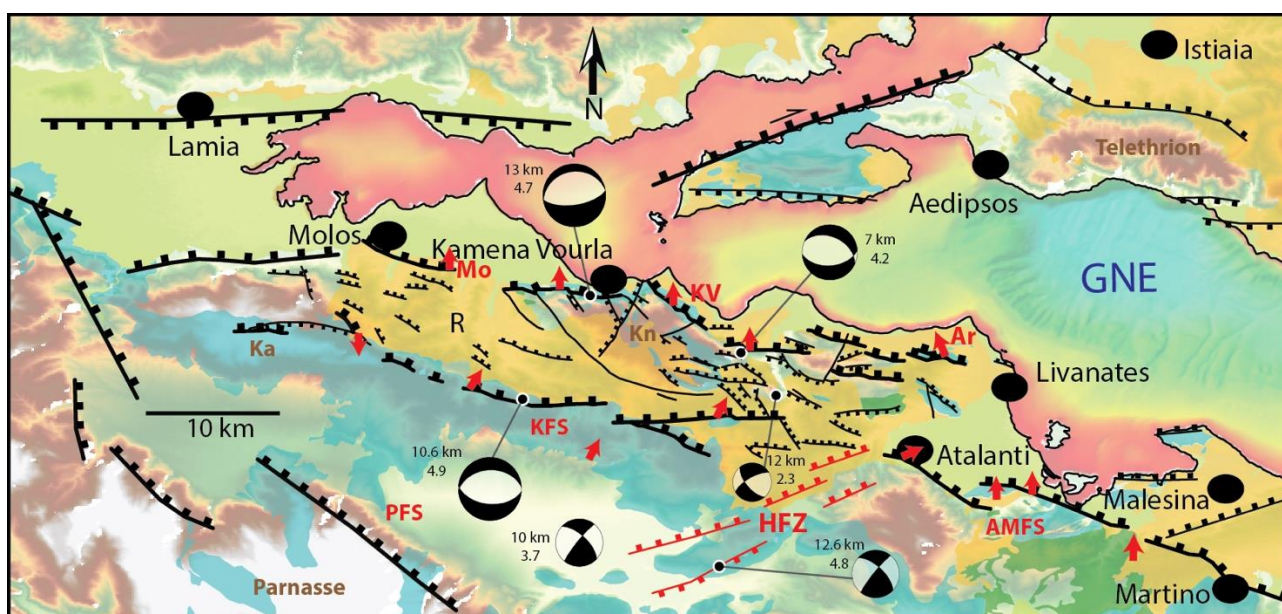 Istiaia
N
Lamia
Telethrion
13 km
4.7
Aedipsos
Molos
Kamena Vourla
7 km
4.2
Mo
GNE
KV
R
Kn
Ar
Ka
Livanates
10 km
KFS
10.6 km
4.9
12 km
2.3
Atalanti
Malesina
PFS
10 km
3.7
HFZ
AMFS
12.6 km
4.8
Parnasse
Martino